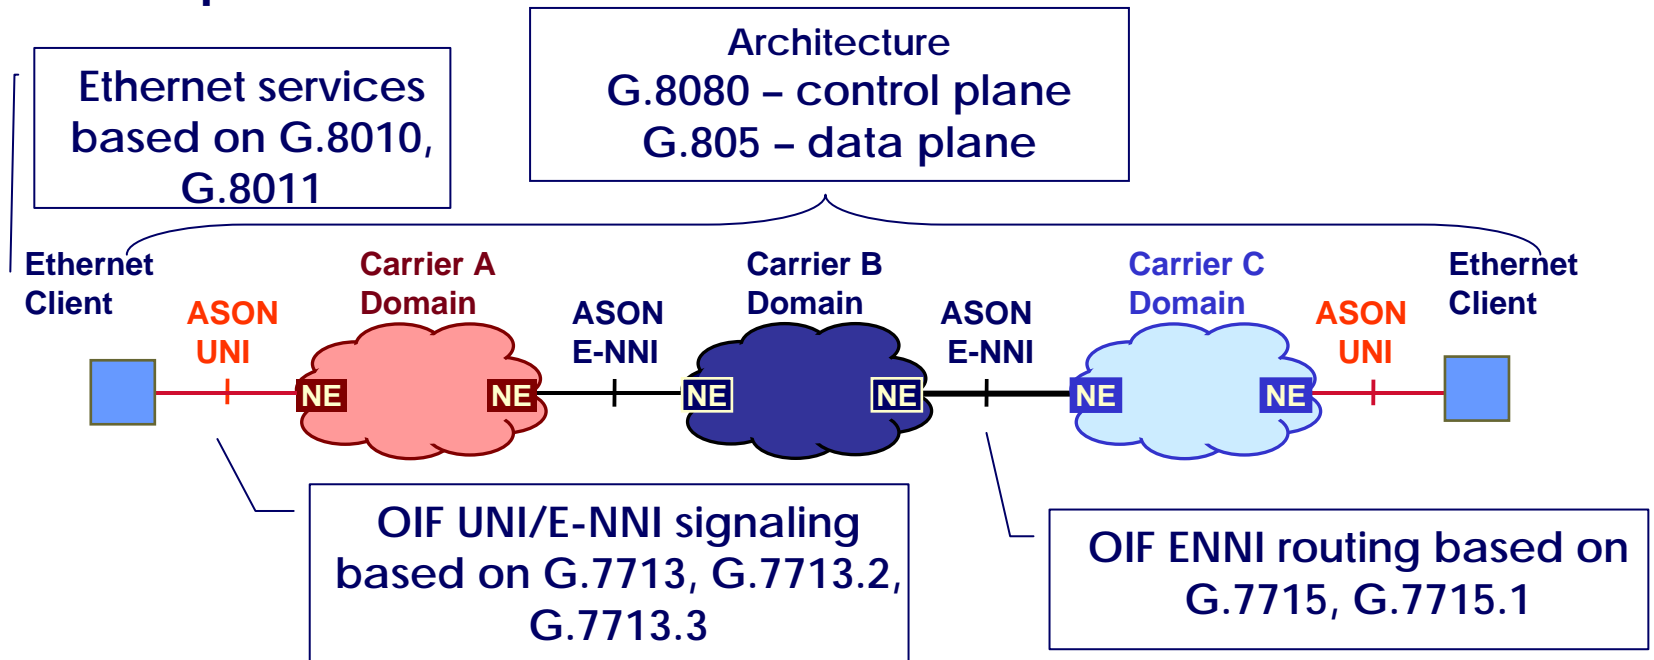 Architecture
G.8080 – control plane
G.805 – data plane
Ethernet services
based on G.8010,
G.8011
Ethernet
Client
Carrier A
Domain
Carrier B
Domain
Carrier C
Domain
Ethernet
Client
ASON
UNI
ASON
E-NNI
ASON
E-NNI
ASON
UNI
NE
NE
NE
NE
NE
NE
OIF UNI/E-NNI signaling
based on G.7713, G.7713.2,
G.7713.3
OIF ENNI routing based on
G.7715, G.7715.1